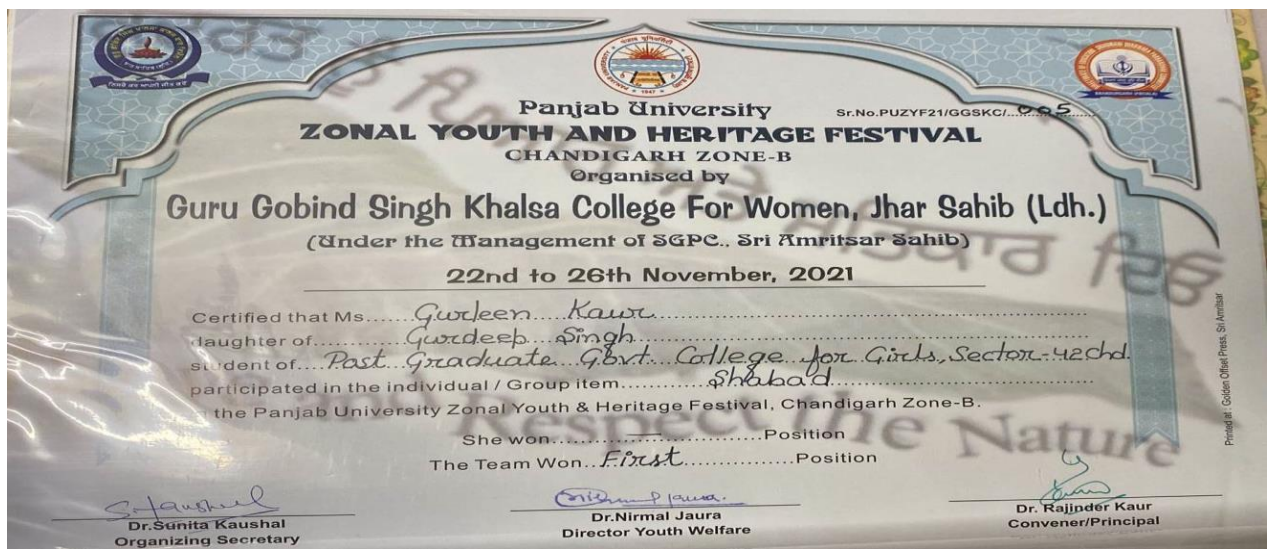 Panjab University
Sr.No.PUZYF21/GGSKC/........005......
ZONAL YOUTH AND HERITAGE FESTIVAL
CHANDIGARH ZONE-B
Organised by
Guru Gobind Singh Khalsa College For Women, Jhar Sahib (Ldh.)
(Under the Management of SGPC., Sri Amritsar Sahib)
22nd to 26th November, 2021
Certified that Ms......Gurleen Kaur
daughter of.............Gurdeep Singh
student of...Post Graduate Govt. College for Girls, Sector-42 Chd.
participated in the individual / Group item............Shabad
the Panjab University Zonal Youth & Heritage Festival, Chandigarh Zone-B.
She won..............................Position
The Team Won..First................Position
Respect The Nature
Dr.Sunita Kaushal
Organizing Secretary
Dr.Nirmal Jaura
Director Youth Welfare
Dr. Rajinder Kaur
Convener/Principal
Printed at : Golden Offset Press, Sri Amritsar